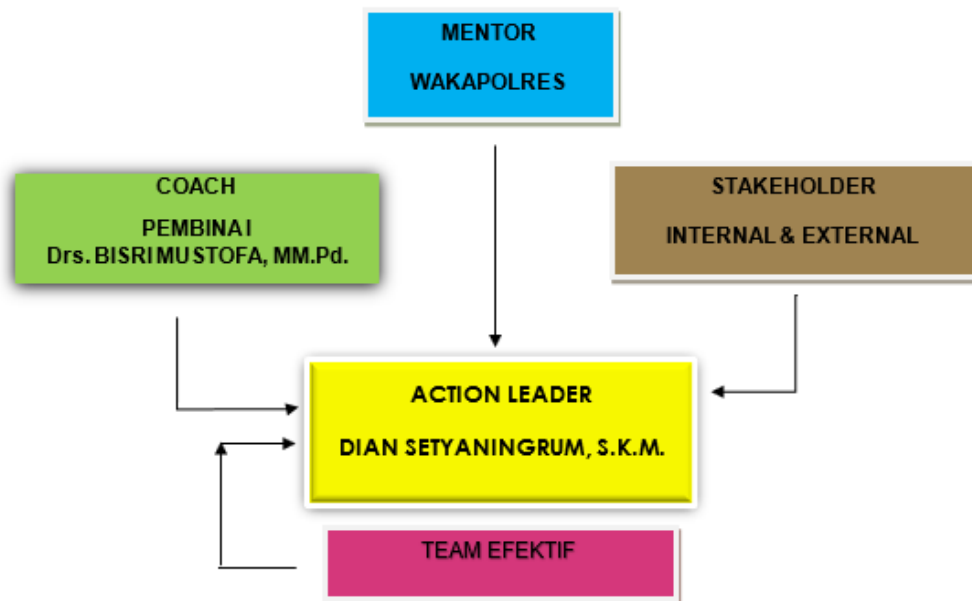 MENTOR
WAKAPOLRES
COACH
PEMBINA I
Drs. BISRI MUSTOFA, MM.Pd.
STAKEHOLDER
INTERNAL & EXTERNAL
ACTION LEADER
DIAN SETYANINGRUM, S.K.M.
TEAM EFEKTIF